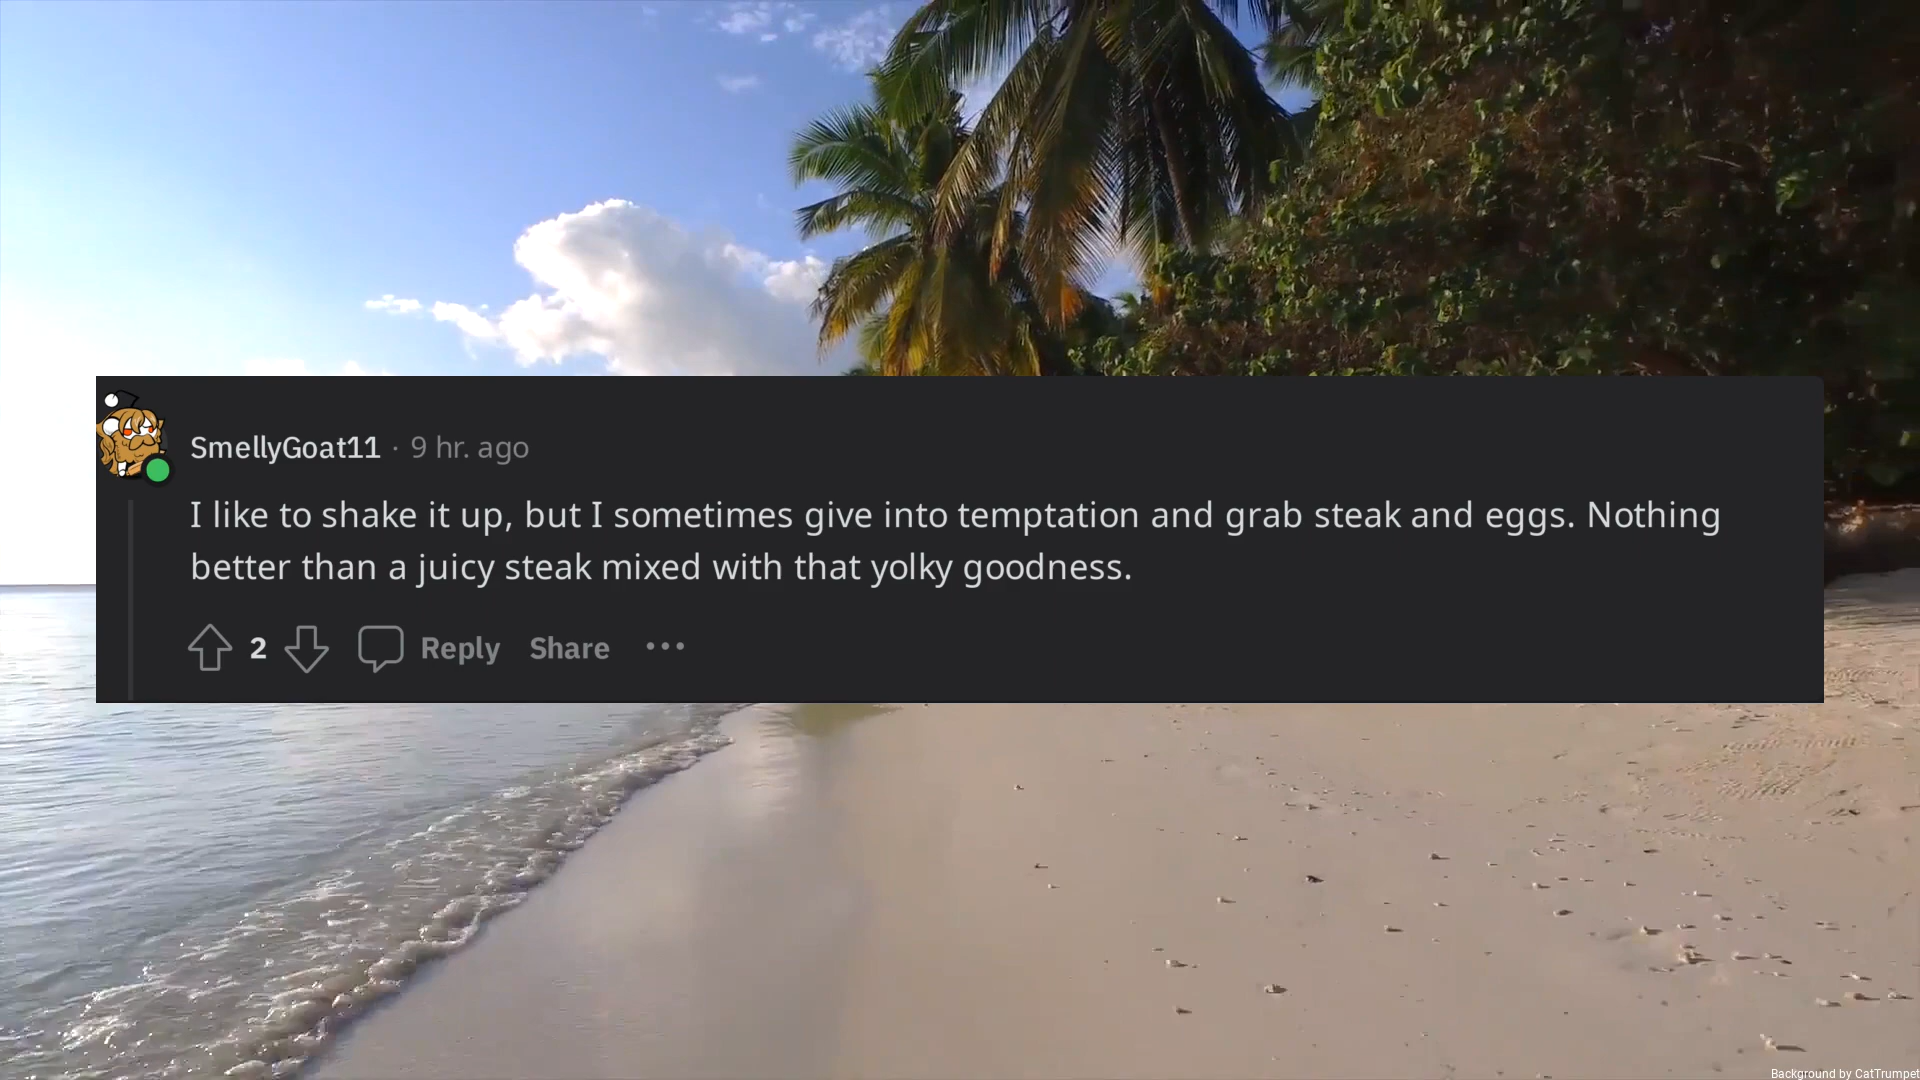 SmellyGoat11 · 9 hr. ago
I like to shake it up, but I sometimes give into temptation and grab steak and eggs. Nothing
better than a juicy steak mixed with that yolky goodness.
2 Reply Share •••
Background by CatTrumpet